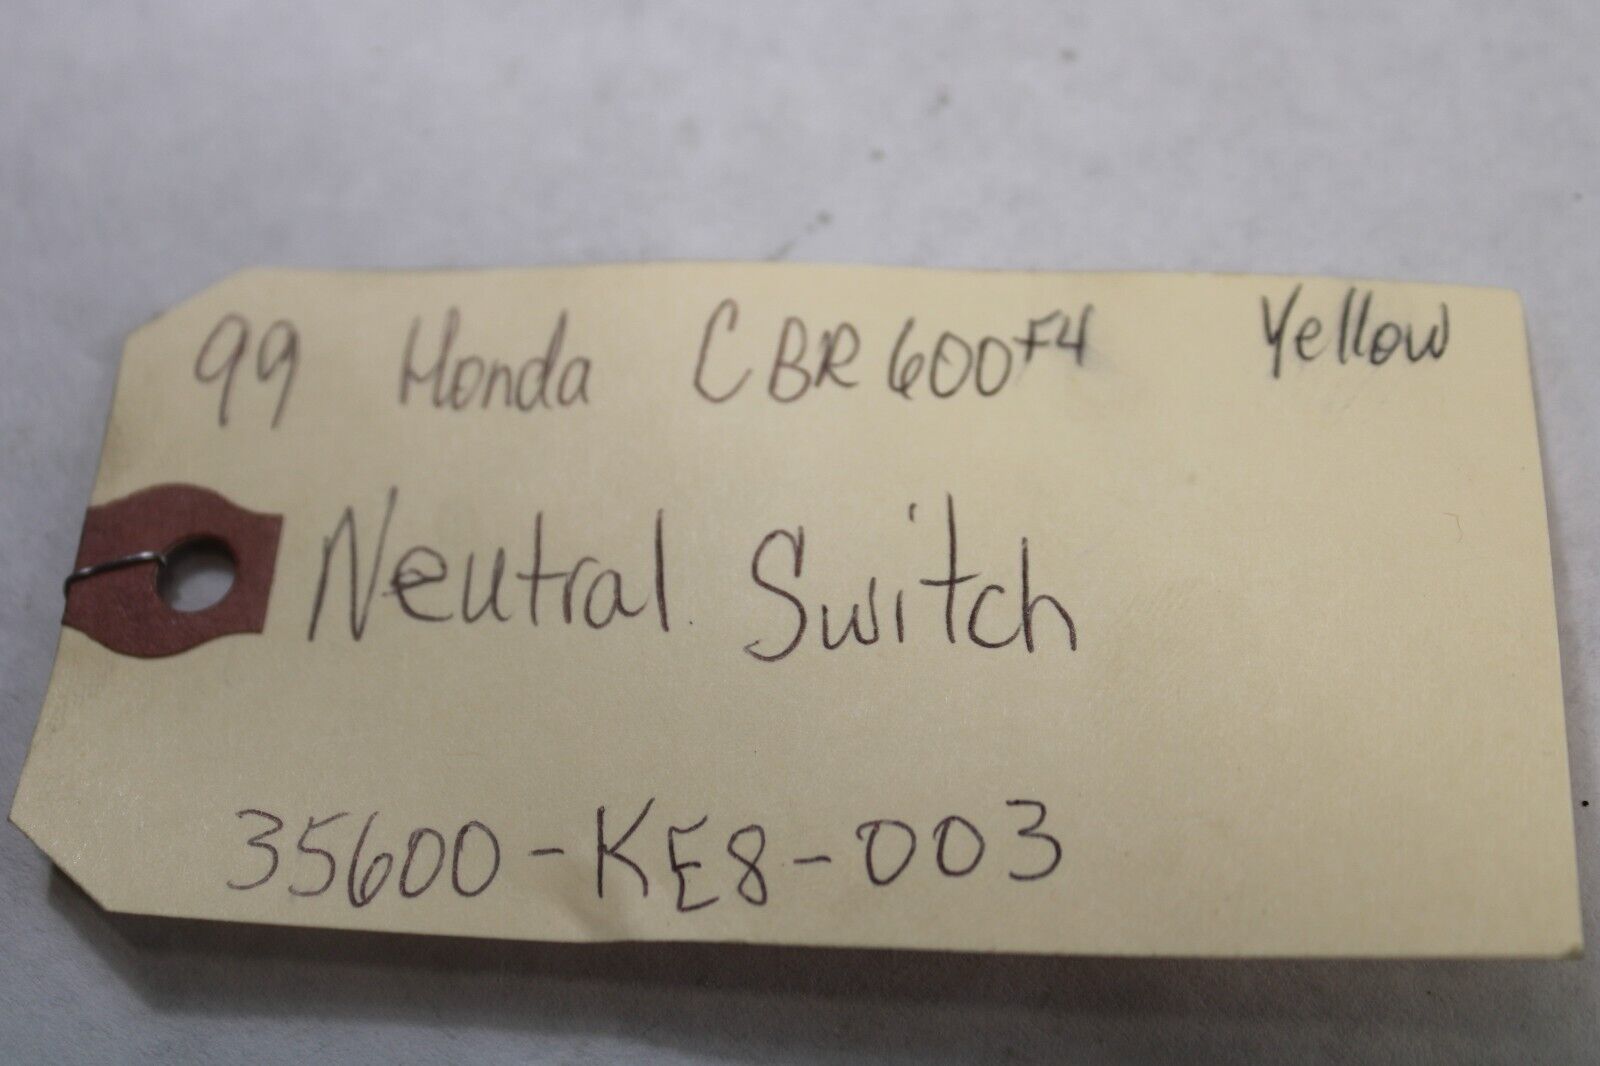 99 Honda CBR600F4 Yellow
Neutral Switch
35600-KE8-003